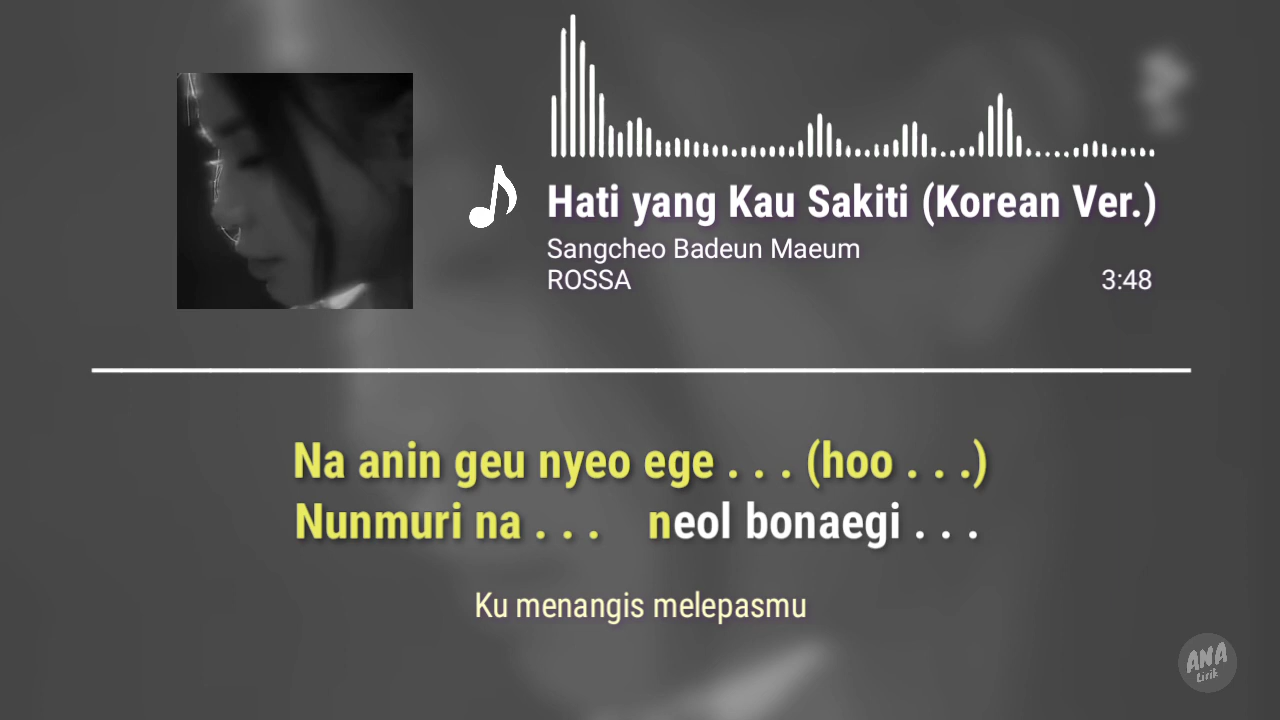 Hati yang Kau Sakiti (Korean Ver.)
Sangcheo Badeun Maeum
ROSSA 3:48
Na anin geu nyeo ege . . . (hoo . . .)
Nunmuri na . . . neol bonaegi . . .
Ku menangis melepasmu
ANA
Lirik